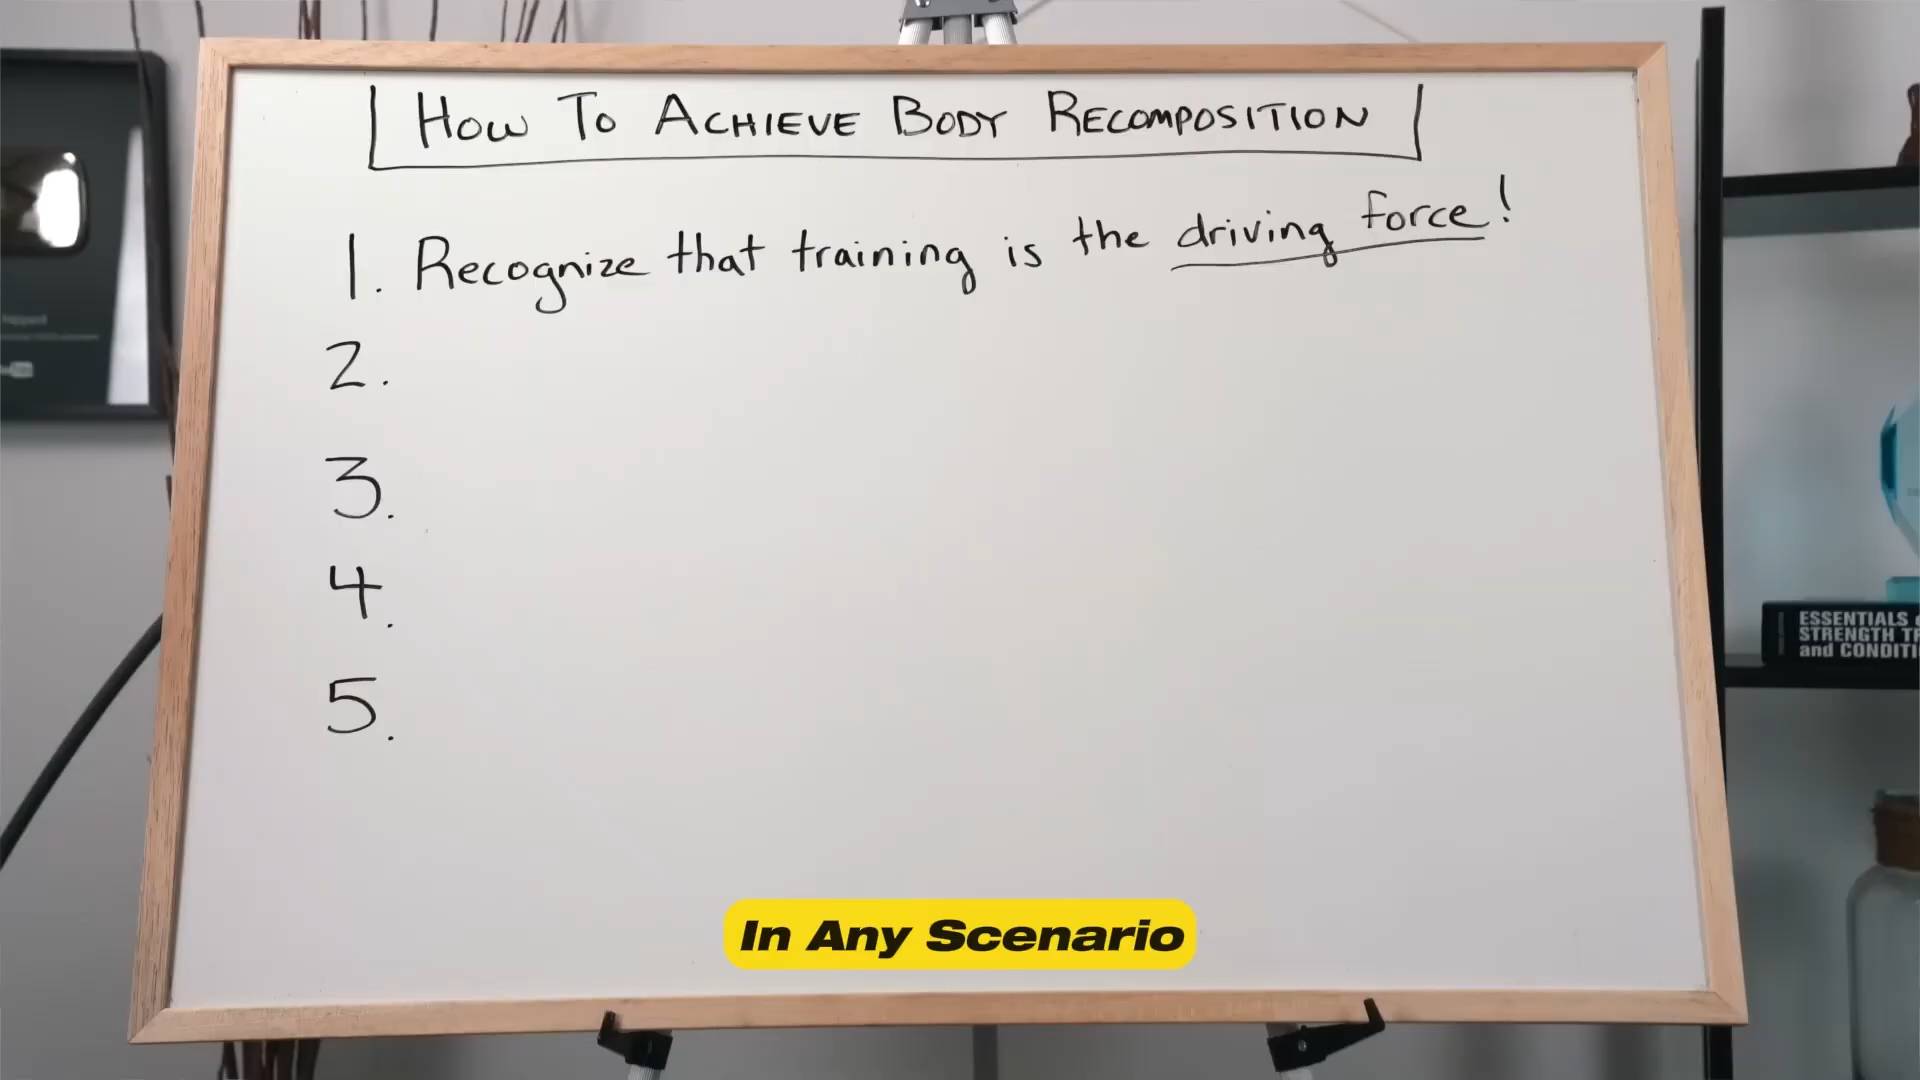 How To ACHIEVE BODY RECOMPOSITION
1. Recognize that training is the driving force!
2.
3.
4.
5.
ESSENTIALS
STRENGTH
and
In Any Scenario